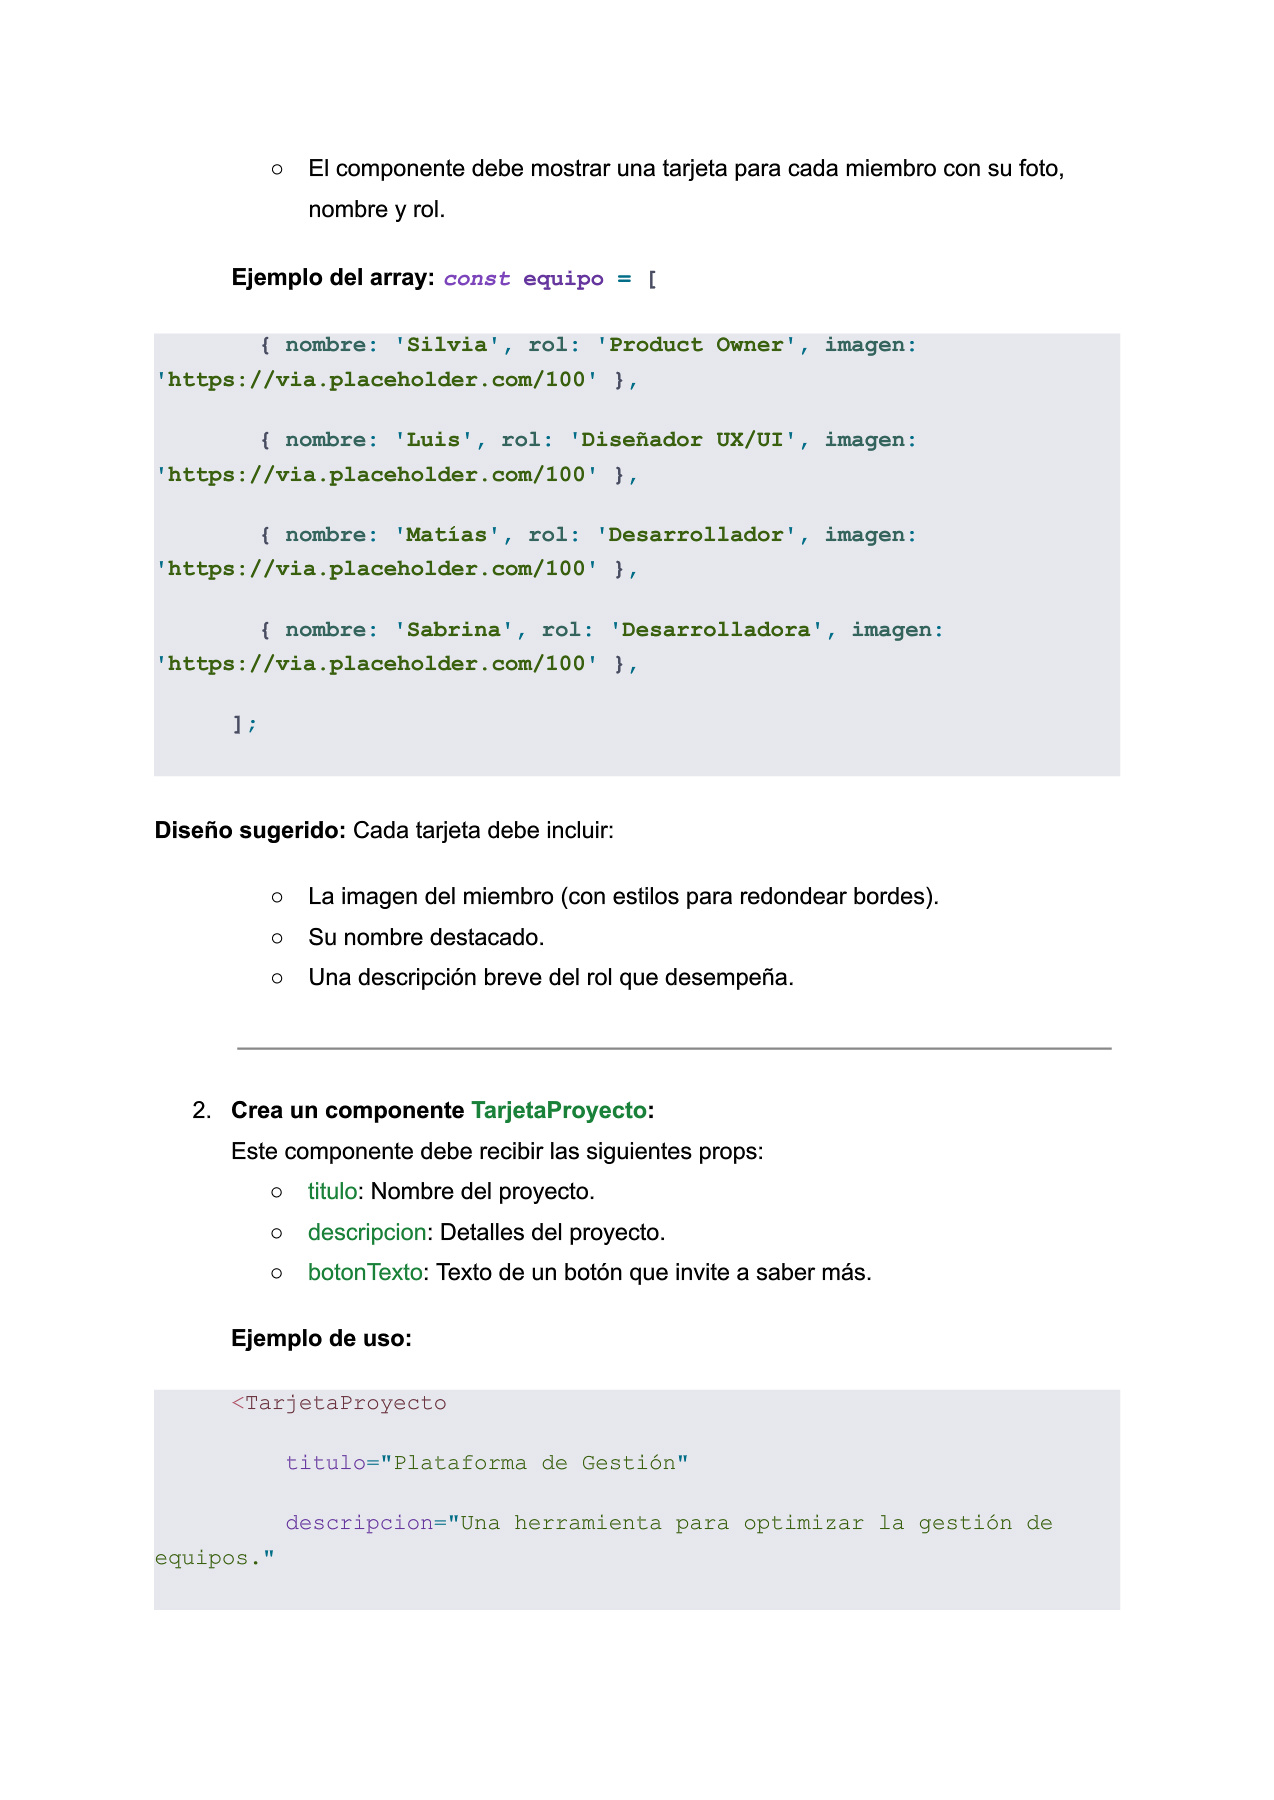 ○ El componente debe mostrar una tarjeta para cada miembro con su foto,
nombre y rol.
Ejemplo del array: const equipo = [
{ nombre: 'Silvia', rol: 'Product Owner', imagen:
'https://via.placeholder.com/100' },
{ nombre: 'Luis', rol: 'Diseñador UX/UI', imagen:
'https://via.placeholder.com/100' },
{ nombre: 'Matías', rol: 'Desarrollador', imagen:
'https://via.placeholder.com/100' },
{ nombre: 'Sabrina', rol: 'Desarrolladora', imagen:
'https://via.placeholder.com/100' },
];
Diseño sugerido: Cada tarjeta debe incluir:
○ La imagen del miembro (con estilos para redondear bordes).
○ Su nombre destacado.
○ Una descripción breve del rol que desempeña.
2. Crea un componente TarjetaProyecto:
Este componente debe recibir las siguientes props:
○ titulo: Nombre del proyecto.
○ descripcion: Detalles del proyecto.
○ botonTexto: Texto de un botón que invite a saber más.
Ejemplo de uso:
<TarjetaProyecto
titulo="Plataforma de Gestión"
descripcion="Una herramienta para optimizar la gestión de
equipos."